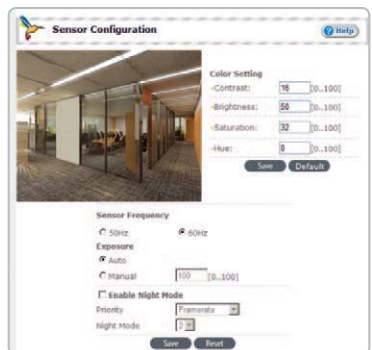 Sensor Configuration
Help
Color Setting
-Contrast: 16 [0..100]
-Brightness: 50 [0..100]
-Saturation: 32 [0..100]
-Hue: 0 [0..100]
Save Default
Sensor Frequency
50Hz 60Hz
Exposure
Auto
Manual 100 [0..100]
Enable Night Mode
Priority Framerate
Night Mode 2
Save Reset